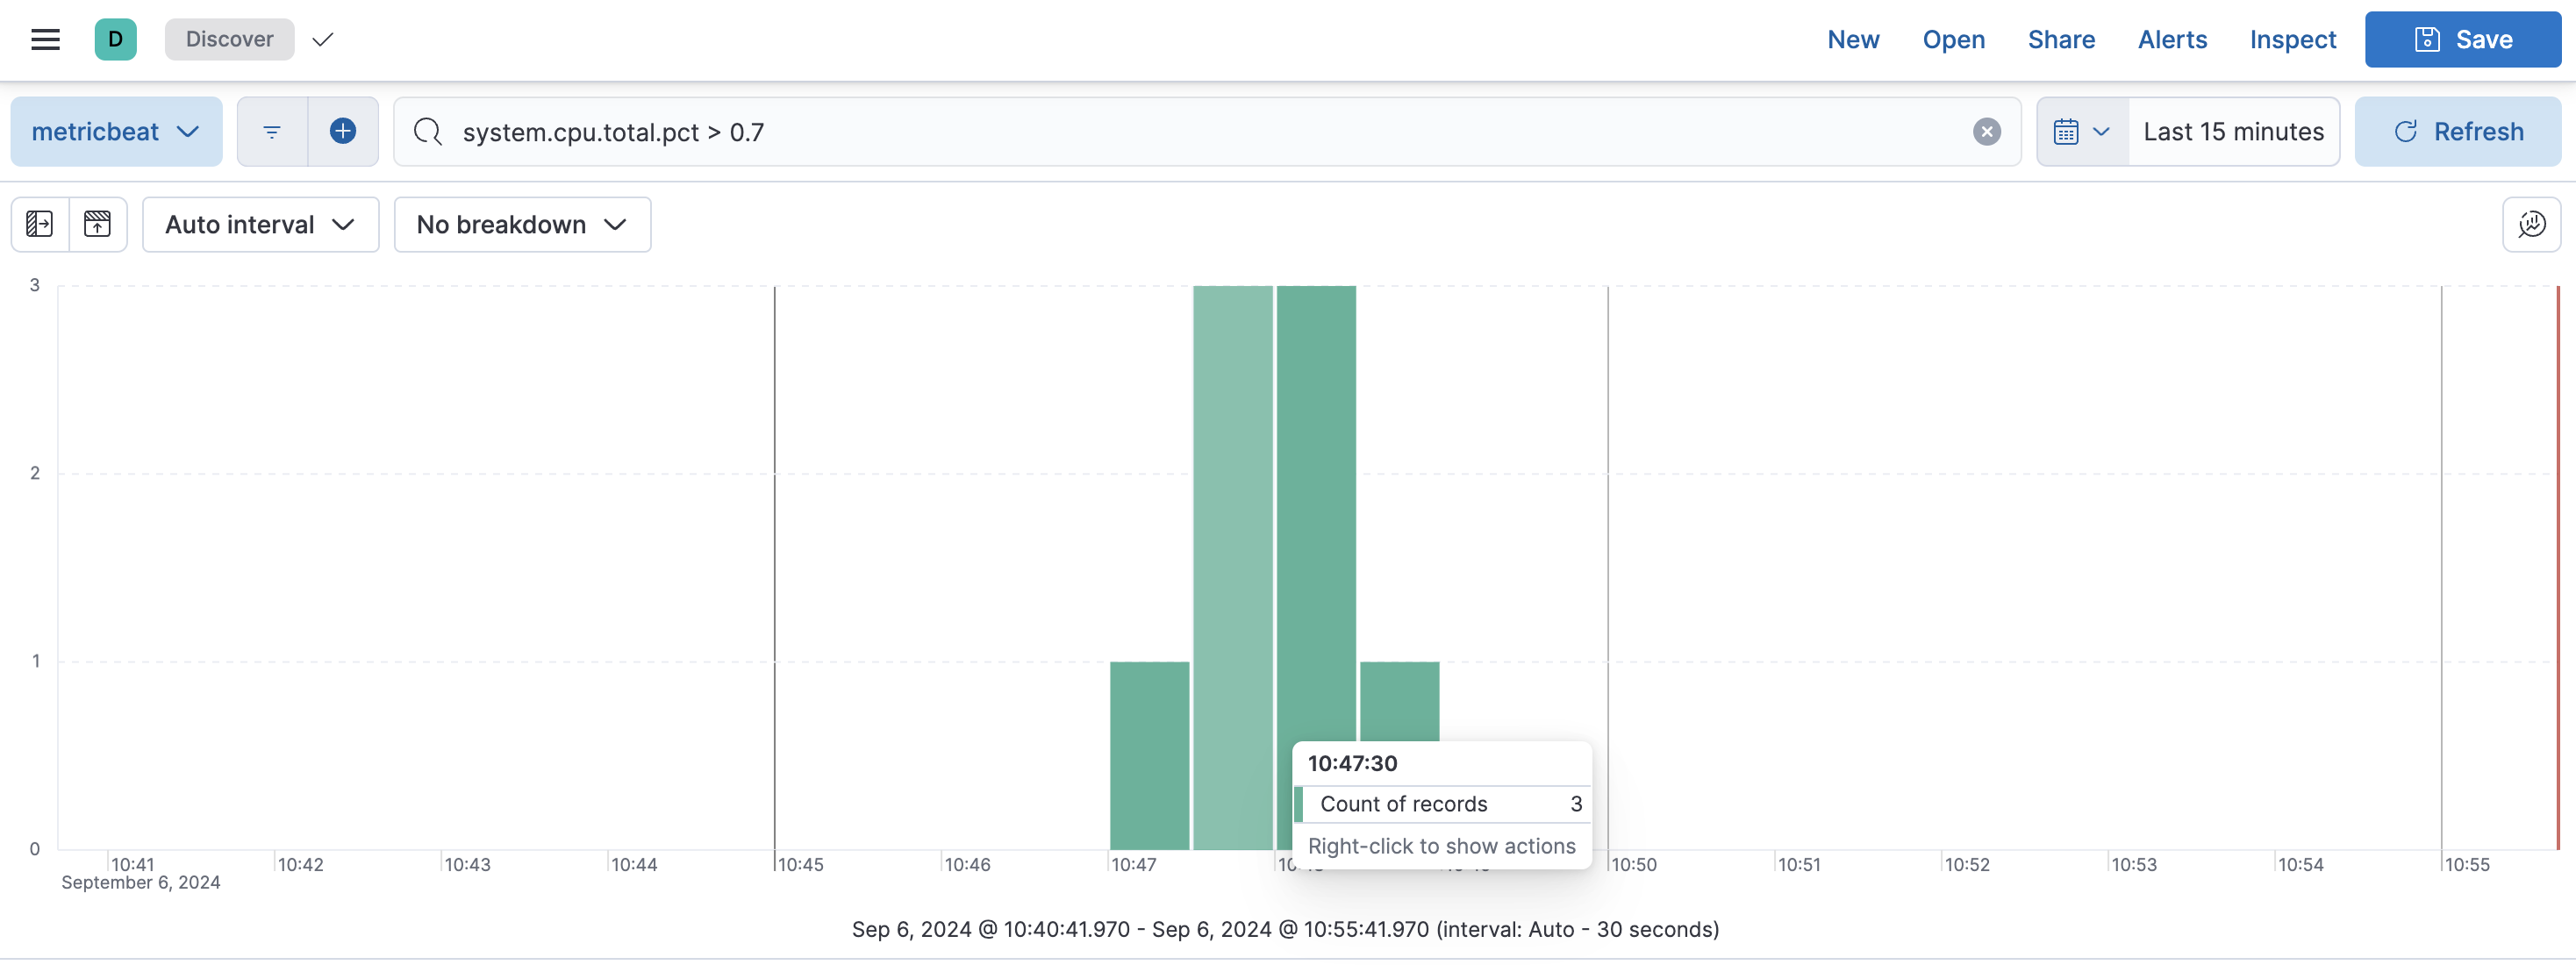 D Discover New Open Share Alerts Inspect Save
metricbeat system.cpu.total.pct > 0.7 Last 15 minutes Refresh
Auto interval No breakdown
3
2
1
0
10:47:30
Count of records 3
Right-click to show actions
10:41 10:42 10:43 10:44 10:45 10:46 10:47 10:50 10:51 10:52 10:53 10:54 10:55
September 6, 2024
Sep 6, 2024 @ 10:40:41.970 - Sep 6, 2024 @ 10:55:41.970 (interval: Auto - 30 seconds)